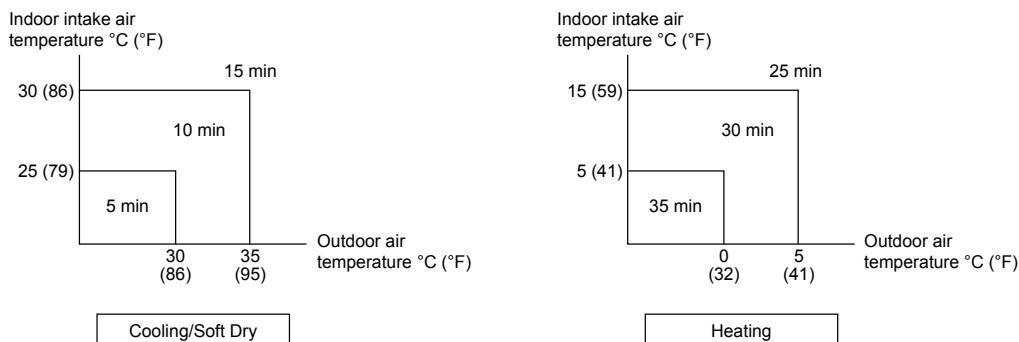 Indoor intake air
temperature °C (°F)
15 min
30 (86)
10 min
25 (79)
5 min
Outdoor air
temperature °C (°F)
30
(86)
35
(95)
Cooling/Soft Dry
Indoor intake air
temperature °C (°F)
25 min
15 (59)
30 min
5 (41)
35 min
Outdoor air
temperature °C (°F)
0
(32)
5
(41)
Heating